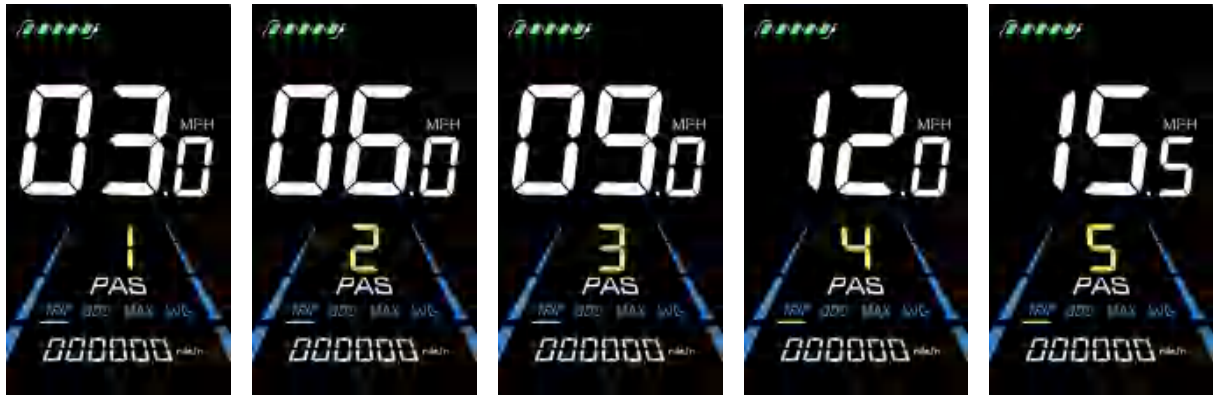 03.0 MPH
1
PAS
TRIP ODO MAX AVG
000000
06.0 MPH
2
PAS
TRIP ODO MAX AVG
000000
09.0 MPH
3
PAS
TRIP ODO MAX AVG
000000
12.0 MPH
4
PAS
TRIP ODO MAX AVG
000000
15.5 MPH
5
PAS
TRIP ODO MAX AVG
000000